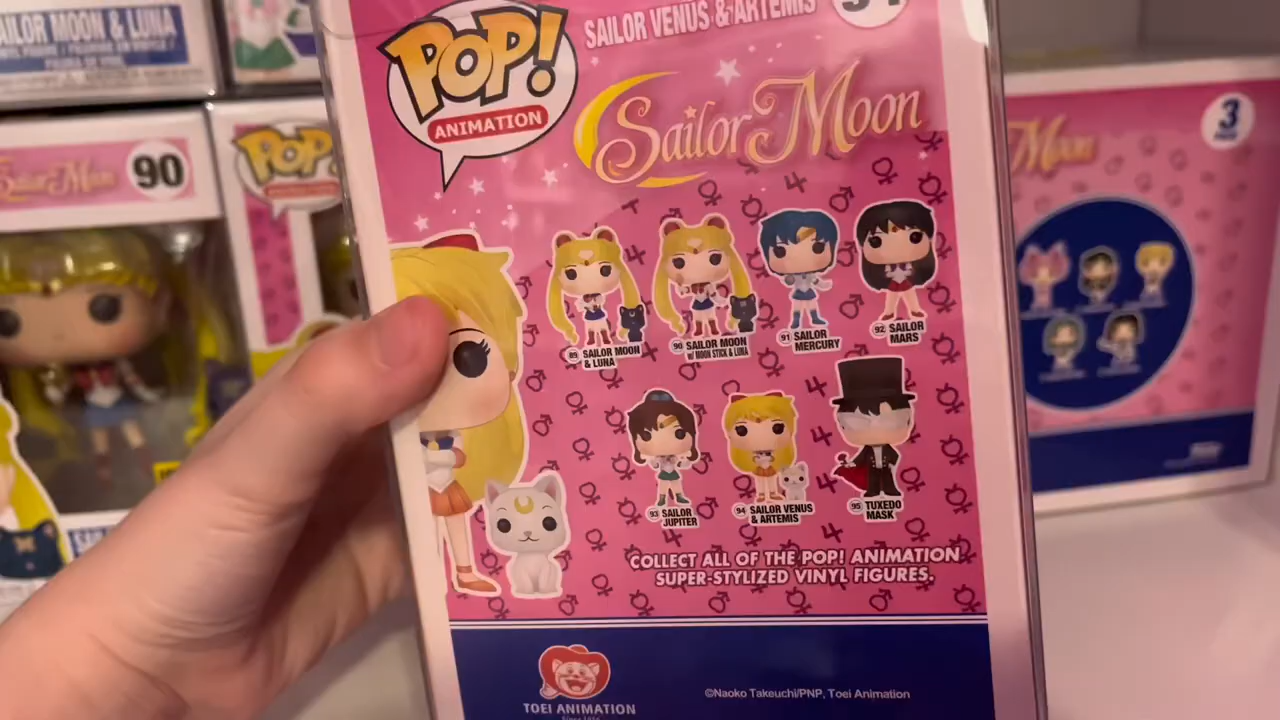 AILOR MOON & LUNA
Sailor Moon
90
POP!
POP!
ANIMATION
SAILOR VENUS & ARTEMIS
Sailor Moon
Moon
3
89 SAILOR MOON
& LUNA
90 SAILOR MOON
W/ MOON STICK & LUNA
91 SAILOR
MERCURY
92 SAILOR
MARS
93 SAILOR
JUPITER
94 SAILOR VENUS
& ARTEMIS
95 TUXEDO
MASK
COLLECT ALL OF THE POP! ANIMATION
SUPER-STYLIZED VINYL FIGURES.
TOEI ANIMATION
©Naoko Takeuchi/PNP, Toei Animation